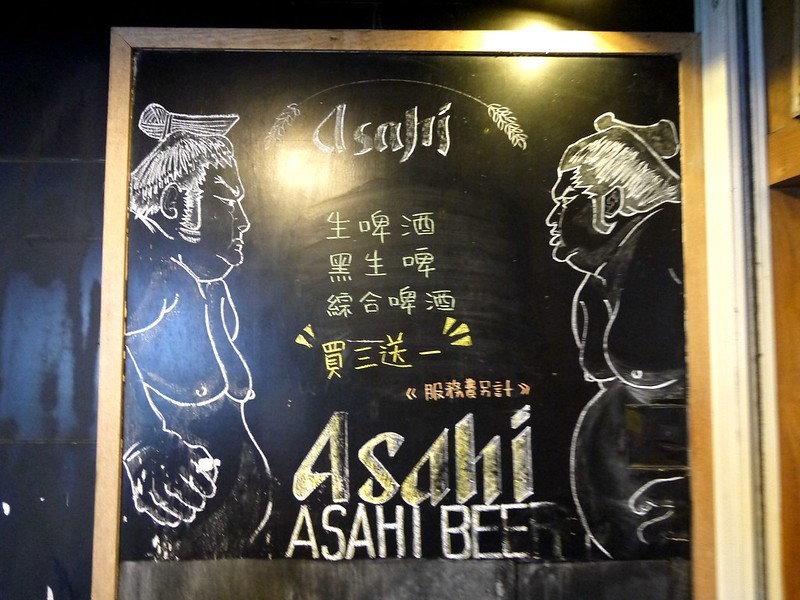 Asahi
生啤酒
黑生啤
綜合啤酒
買三送一
《服務費另計》
Asahi
ASAHI BEER